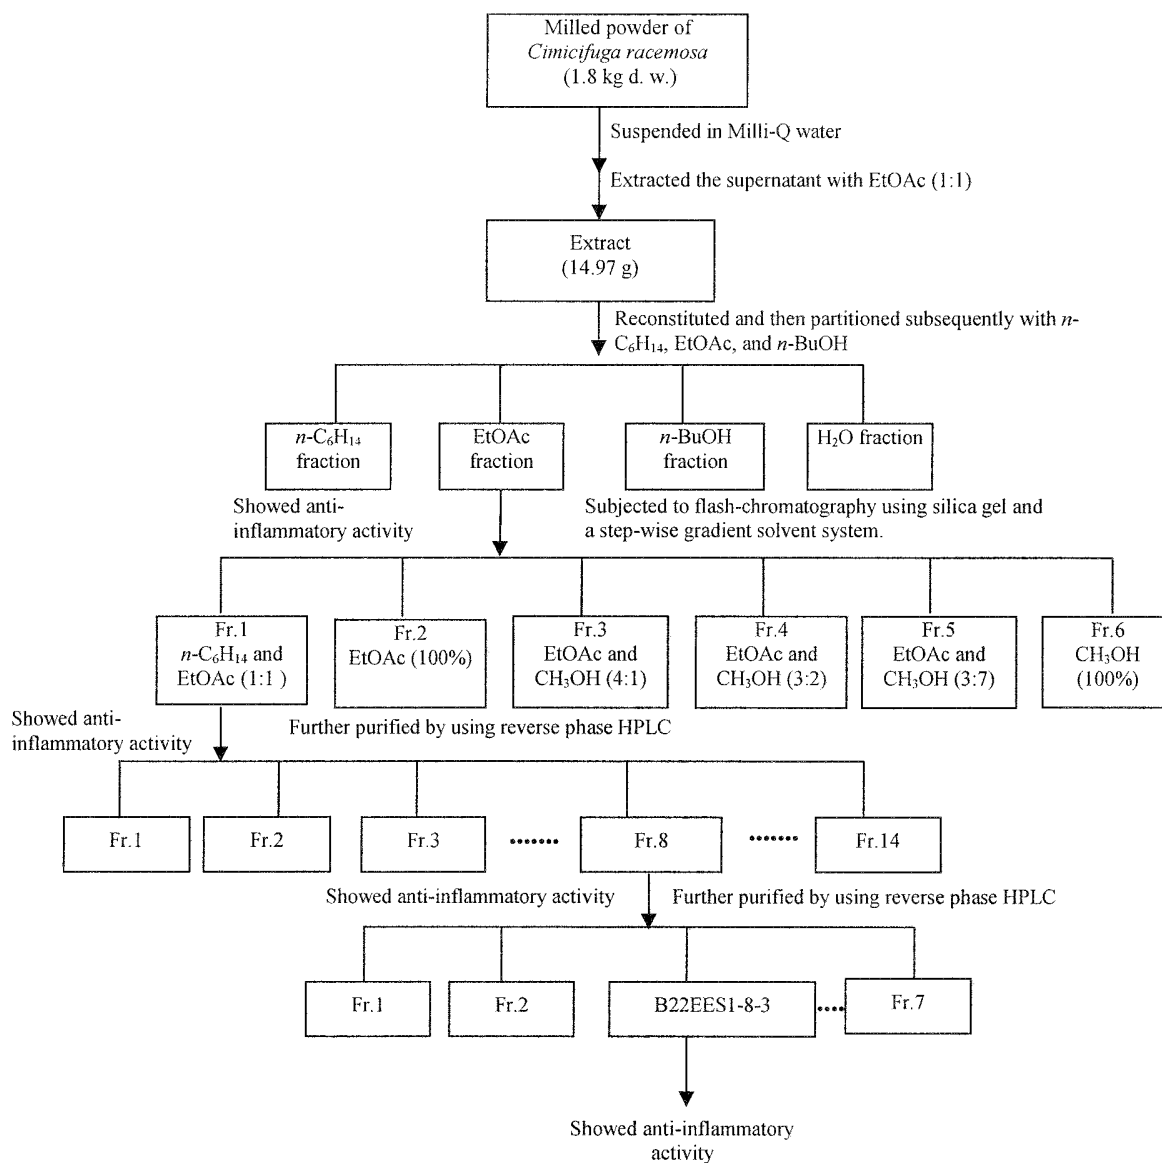 Milled powder of
Cimicifuga racemosa
(1.8 kg d. w.)
Suspended in Milli-Q water
Extracted the supernatant with EtOAc (1:1)
Extract
(14.97 g)
Reconstituted and then partitioned subsequently with n-
C₆H₁₄, EtOAc, and n-BuOH
n-C₆H₁₄
fraction
EtOAc
fraction
n-BuOH
fraction
H₂O fraction
Showed anti-
inflammatory activity
Subjected to flash-chromatography using silica gel and
a step-wise gradient solvent system.
Fr.1
n-C₆H₁₄ and
EtOAc (1:1 )
Fr.2
EtOAc (100%)
Fr.3
EtOAc and
CH₃OH (4:1)
Fr.4
EtOAc and
CH₃OH (3:2)
Fr.5
EtOAc and
CH₃OH (3:7)
Fr.6
CH₃OH
(100%)
Showed anti-
inflammatory activity
Further purified by using reverse phase HPLC
Fr.1
Fr.2
Fr.3
.......
Fr.8
.......
Fr.14
Showed anti-inflammatory activity
Further purified by using reverse phase HPLC
Fr.1
Fr.2
B22EES1-8-3
....
Fr.7
Showed anti-inflammatory
activity